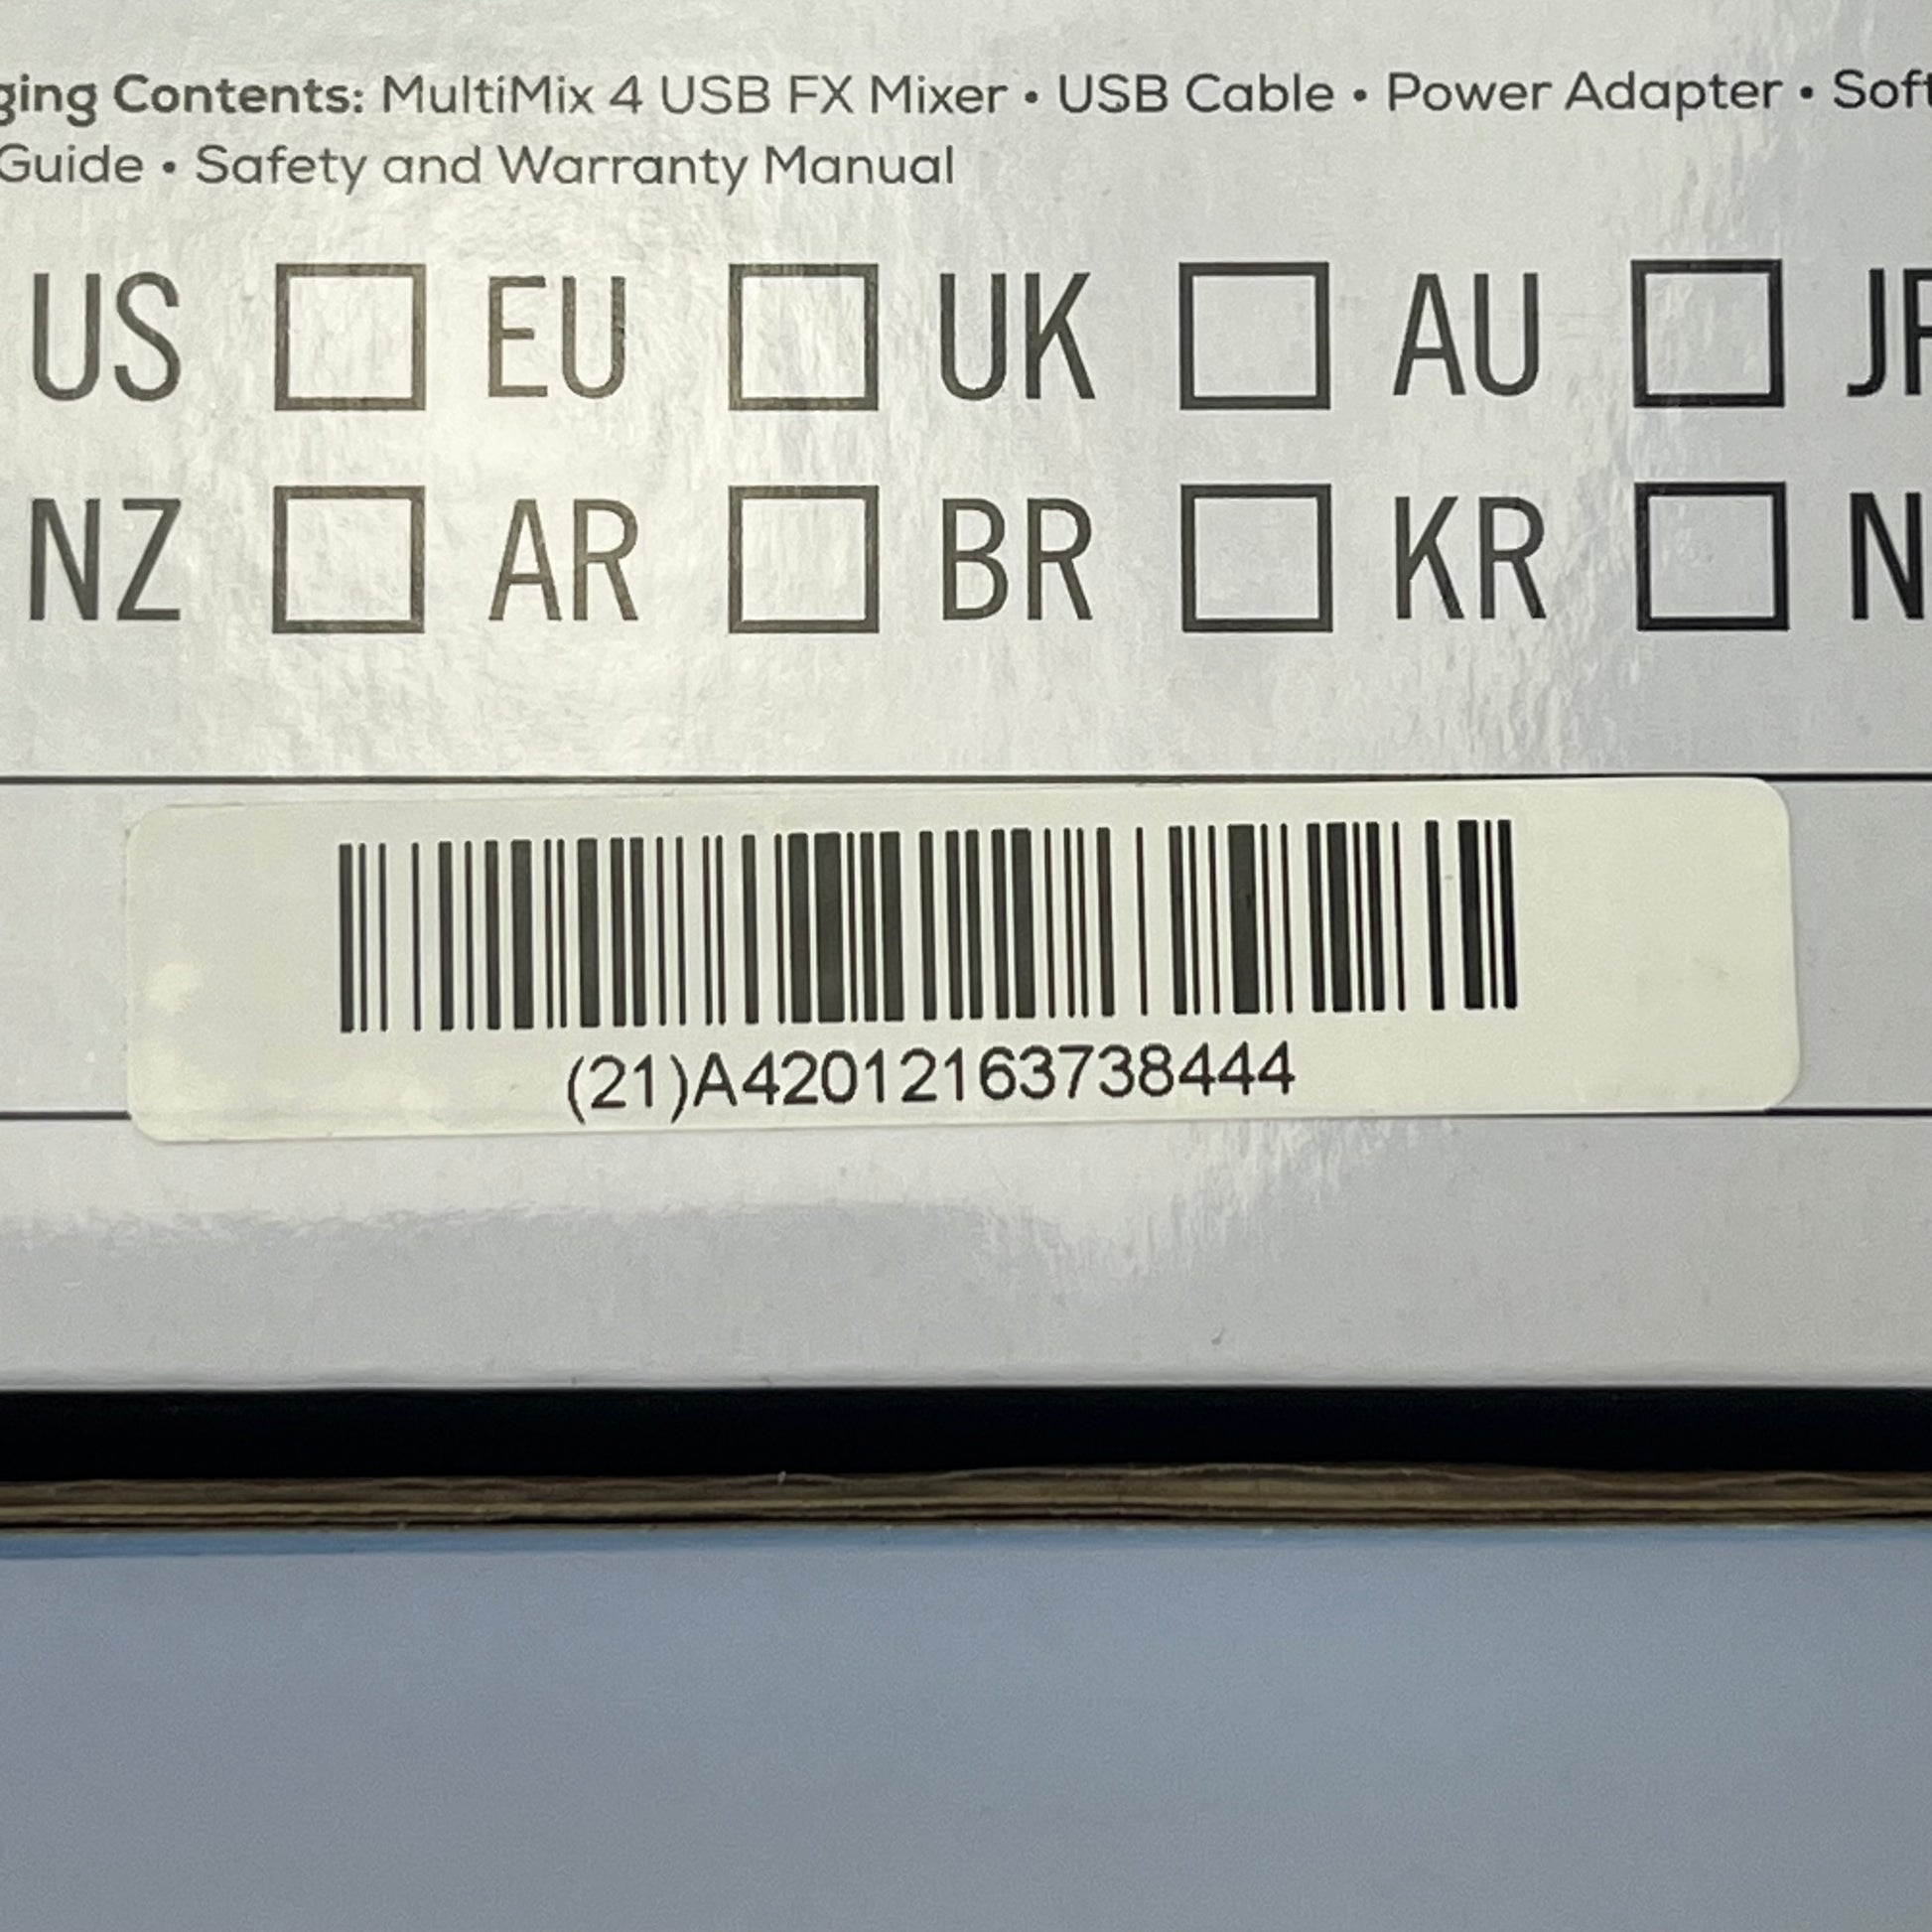 ging Contents: MultiMix 4 USB FX Mixer • USB Cable • Power Adapter • Soft
Guide • Safety and Warranty Manual
US EU UK AU JP
NZ AR BR KR N
(21)A42012163738444